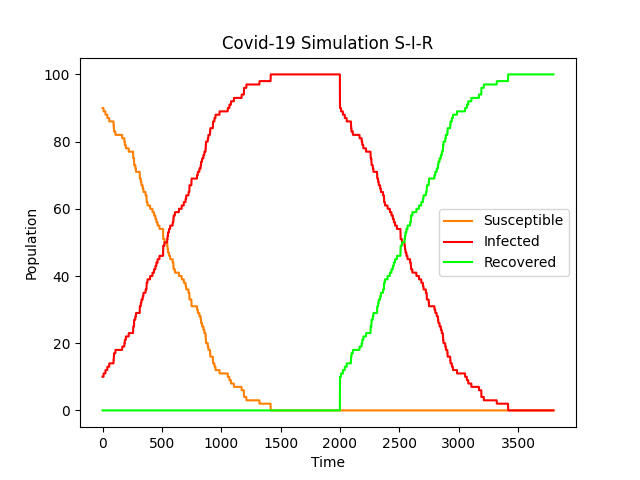 Covid-19 Simulation S-I-R
Population
100
80
60
40
20
0
Susceptible
Infected
Recovered
0 500 1000 1500 2000 2500 3000 3500
Time